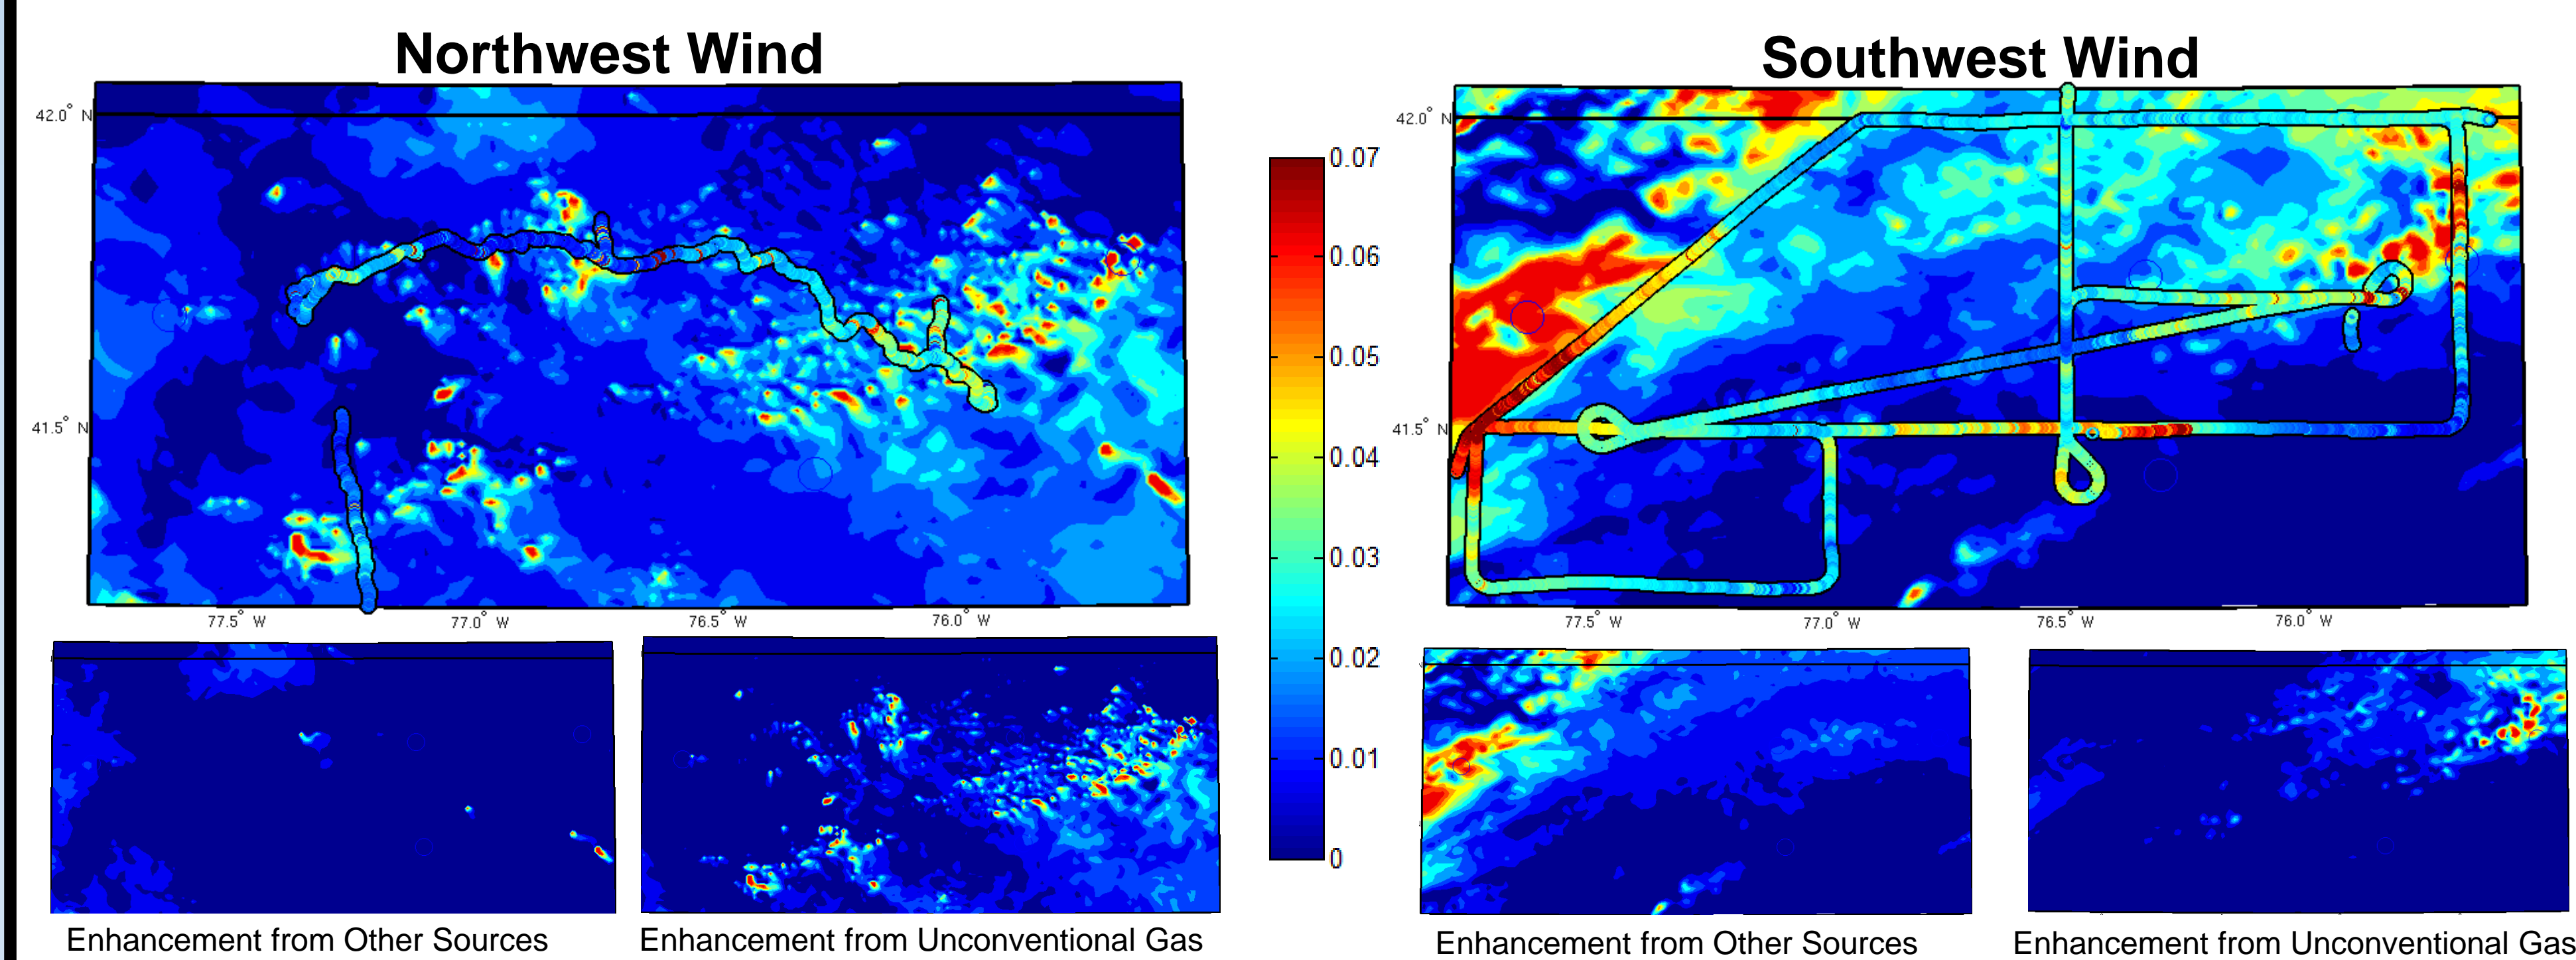 Northwest Wind
Southwest Wind
42.0° N
41.5° N
77.5° W
77.0° W
76.5° W
76.0° W
0.07
0.06
0.05
0.04
0.03
0.02
0.01
0
42.0° N
41.5° N
77.5° W
77.0° W
76.5° W
76.0° W
Enhancement from Other Sources
Enhancement from Unconventional Gas
Enhancement from Other Sources
Enhancement from Unconventional Gas